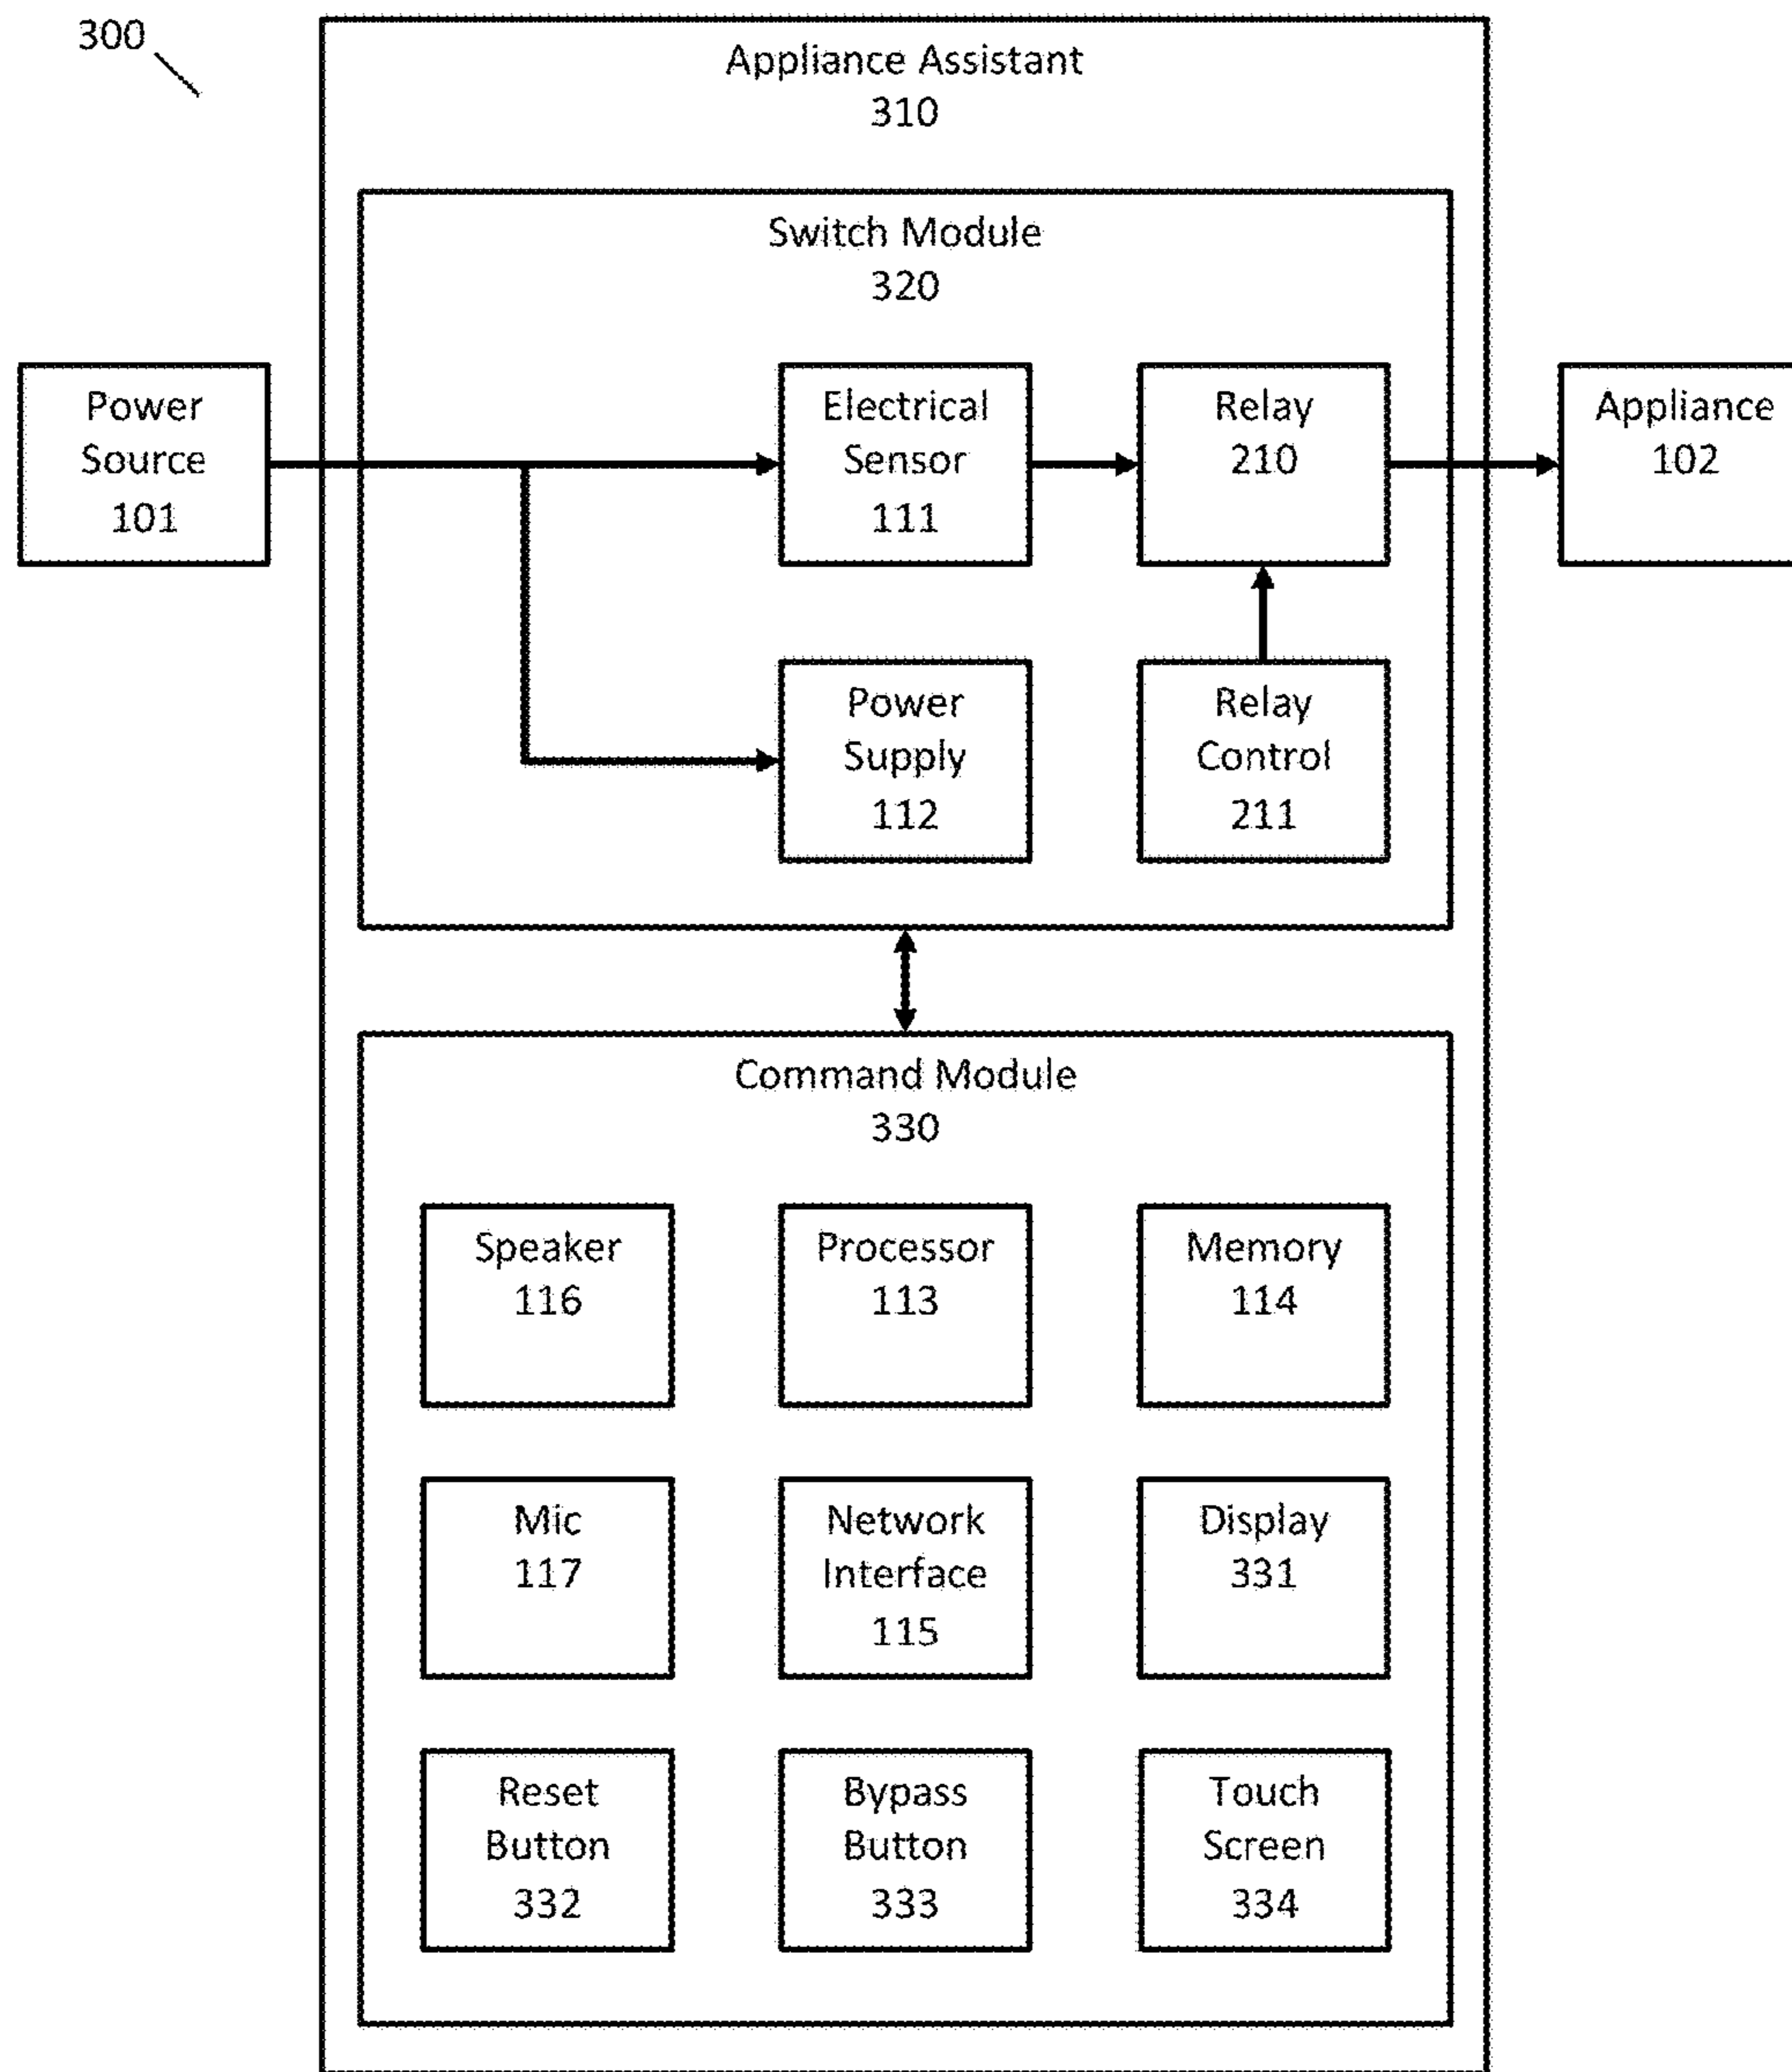 300
Appliance Assistant
310
Switch Module
320
Power
Source
101
Electrical
Sensor
111
Relay
210
Appliance
102
Power
Supply
112
Relay
Control
211
Command Module
330
Speaker
116
Processor
113
Memory
114
Mic
117
Network
Interface
115
Display
331
Reset
Button
332
Bypass
Button
333
Touch
Screen
334